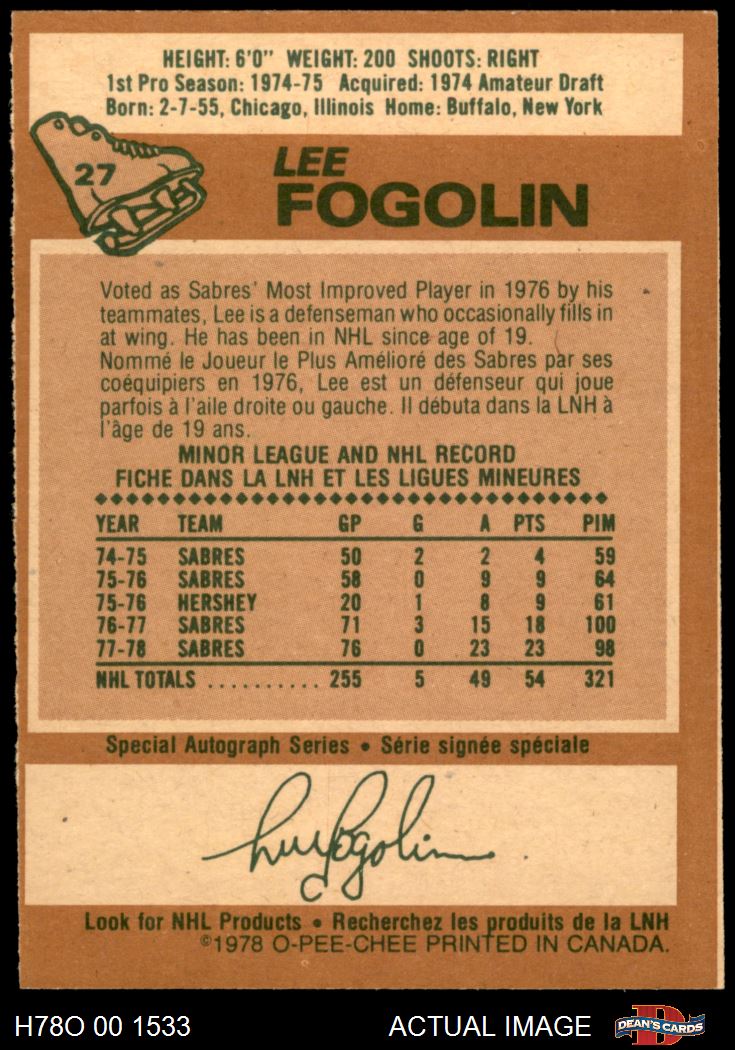 HEIGHT: 6'0" WEIGHT: 200 SHOOTS: RIGHT
1st Pro Season: 1974-75 Acquired: 1974 Amateur Draft
Born: 2-7-55, Chicago, Illinois Home: Buffalo, New York
27
LEE
FOGOLIN
Voted as Sabres' Most Improved Player in 1976 by his
teammates, Lee is a defenseman who occasionally fills in
at wing. He has been in NHL since age of 19.
Nommé le Joueur le Plus Amélioré des Sabres par ses
coéquipiers en 1976, Lee est un défenseur qui joue
parfois à l'aile droite ou gauche. Il débuta dans la LNH à
l'âge de 19 ans.
MINOR LEAGUE AND NHL RECORD
FICHE DANS LA LNH ET LES LIGUES MINEURES
YEAR TEAM GP G A PTS PIM
74-75 SABRES 50 2 2 4 59
75-76 SABRES 58 0 9 9 64
75-76 HERSHEY 20 1 8 9 61
76-77 SABRES 71 3 15 18 100
77-78 SABRES 76 0 23 23 98
NHL TOTALS .......... 255 5 49 54 321
Special Autograph Series • Série signée spéciale
Lee Fogolin
Look for NHL Products • Recherchez les produits de la LNH
©1978 O-PEE-CHEE PRINTED IN CANADA.
H78O 00 1533 ACTUAL IMAGE DEAN'S CARDS